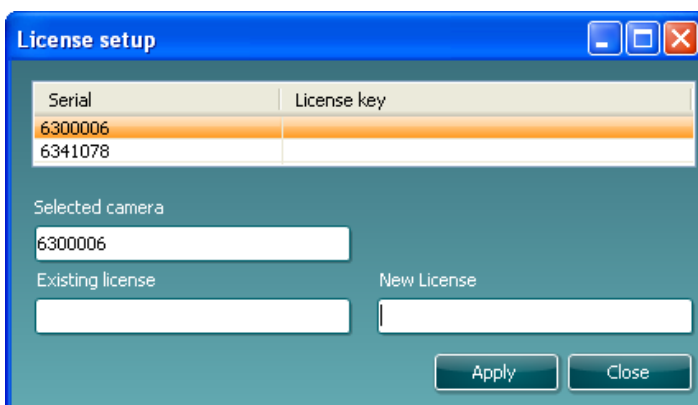 License setup
Serial License key
6300006
6341078
Selected camera
6300006
Existing license New License
Apply Close